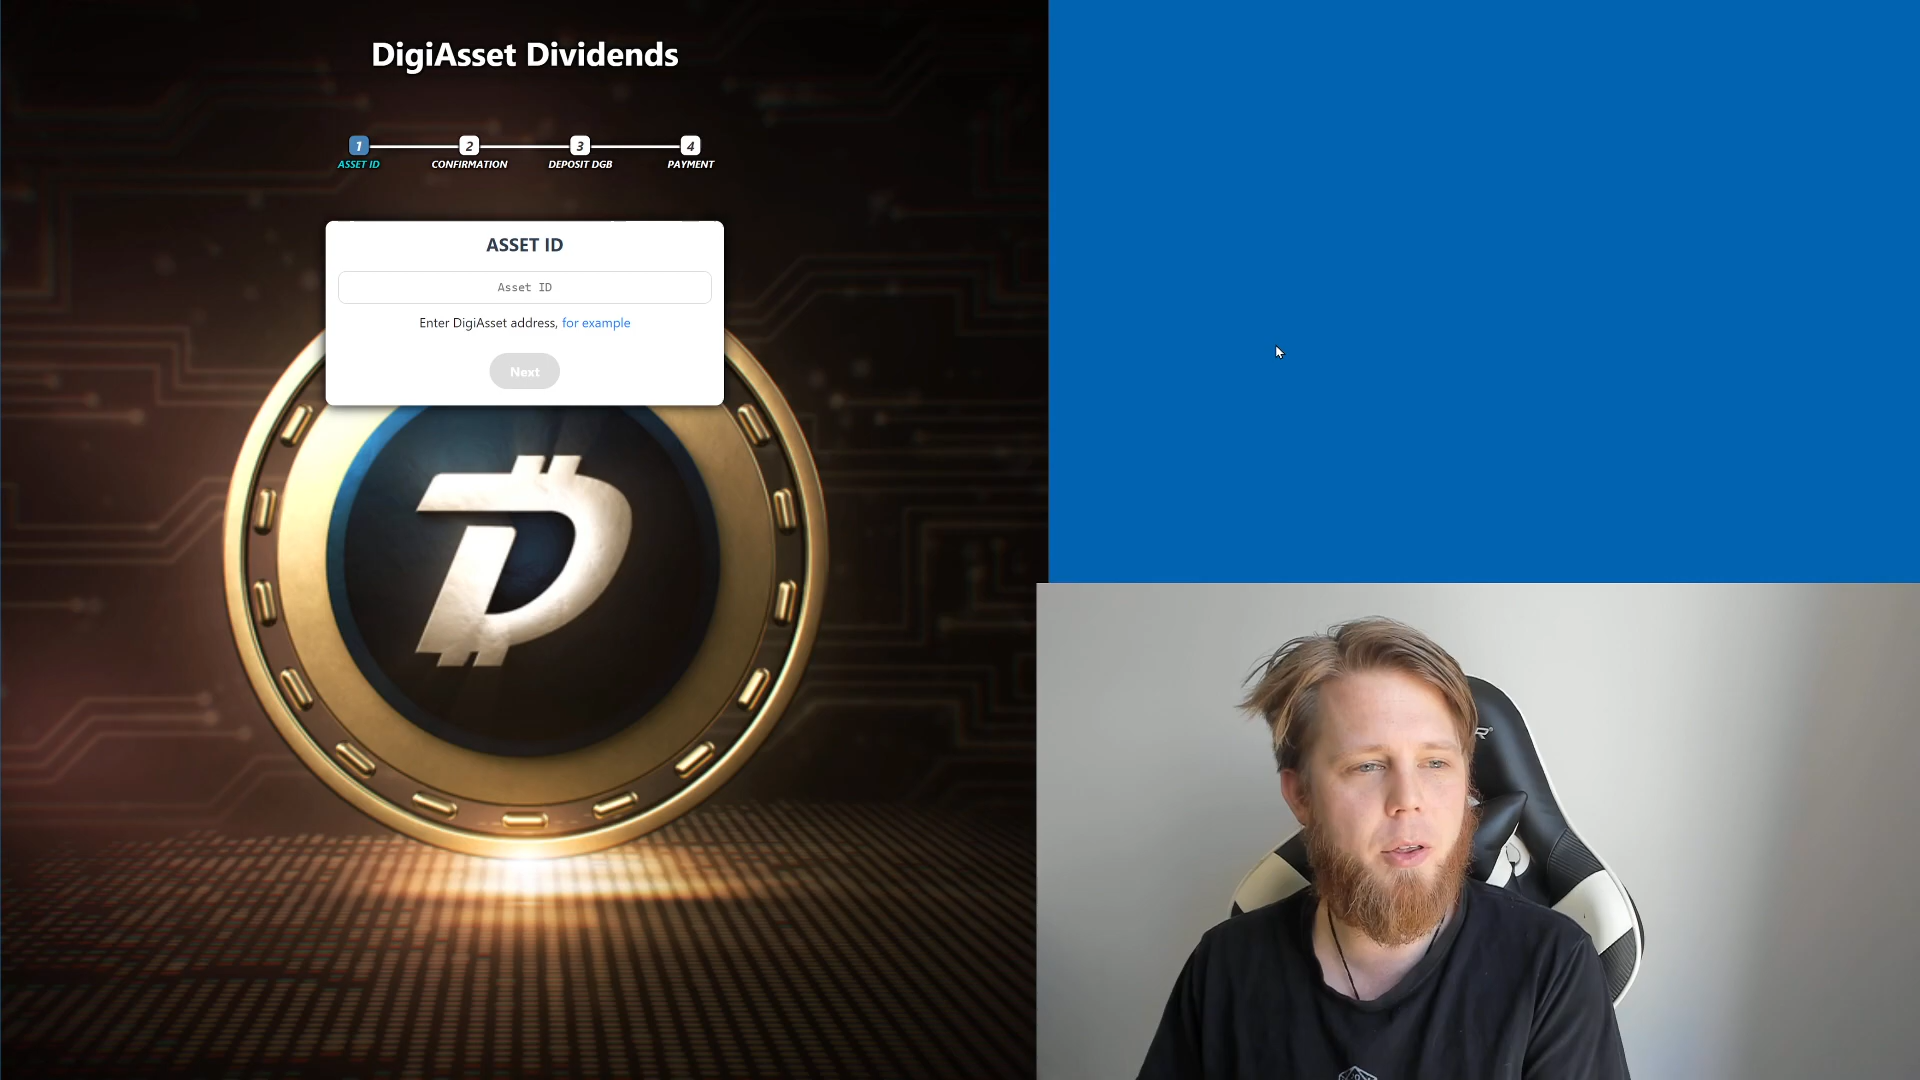 DigiAsset Dividends
1
ASSET ID
2
CONFIRMATION
3
DEPOSIT DGB
4
PAYMENT
ASSET ID
Asset ID
Enter DigiAsset address, for example
Next